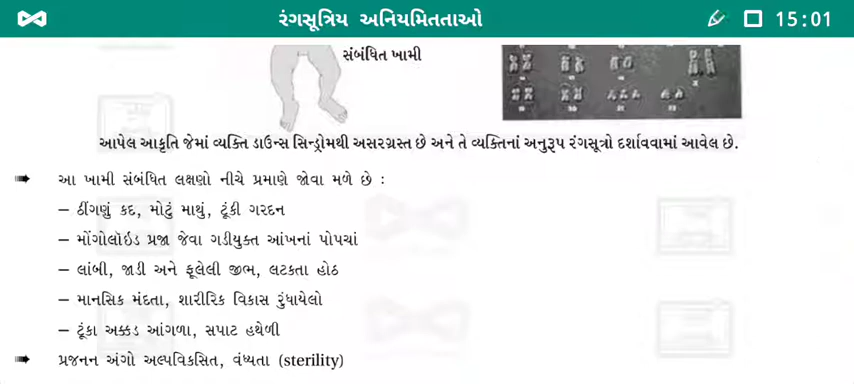 રંગસૂત્રિય અનિયમિતતાઓ
15:01
સંબંધિત ખામી
આપેલ આકૃતિ જેમાં વ્યક્તિ ડાઉન્સ સિન્ડ્રોમથી અસરગ્રસ્ત છે અને તે વ્યક્તિનાં અનુરૂપ રંગસૂત્રો દર્શાવવામાં આવેલ છે.
➠ આ ખામી સંબંધિત લક્ષણો નીચે પ્રમાણે જોવા મળે છે :
– ઠીંગણું કદ, મોટું માથું, ટૂંકી ગરદન
– મોંગોલોઇડ પ્રજા જેવા ગડીયુક્ત આંખનાં પોપચાં
– લાંબી, જાડી અને ફૂલેલી જીભ, લટકતા હોઠ
– માનસિક મંદતા, શારીરિક વિકાસ રુંધાયેલો
– ટૂંકા અક્કડ આંગળા, સપાટ હથેળી
➠ પ્રજનન અંગો અલ્પવિકસિત, વંધ્યતા (sterility)